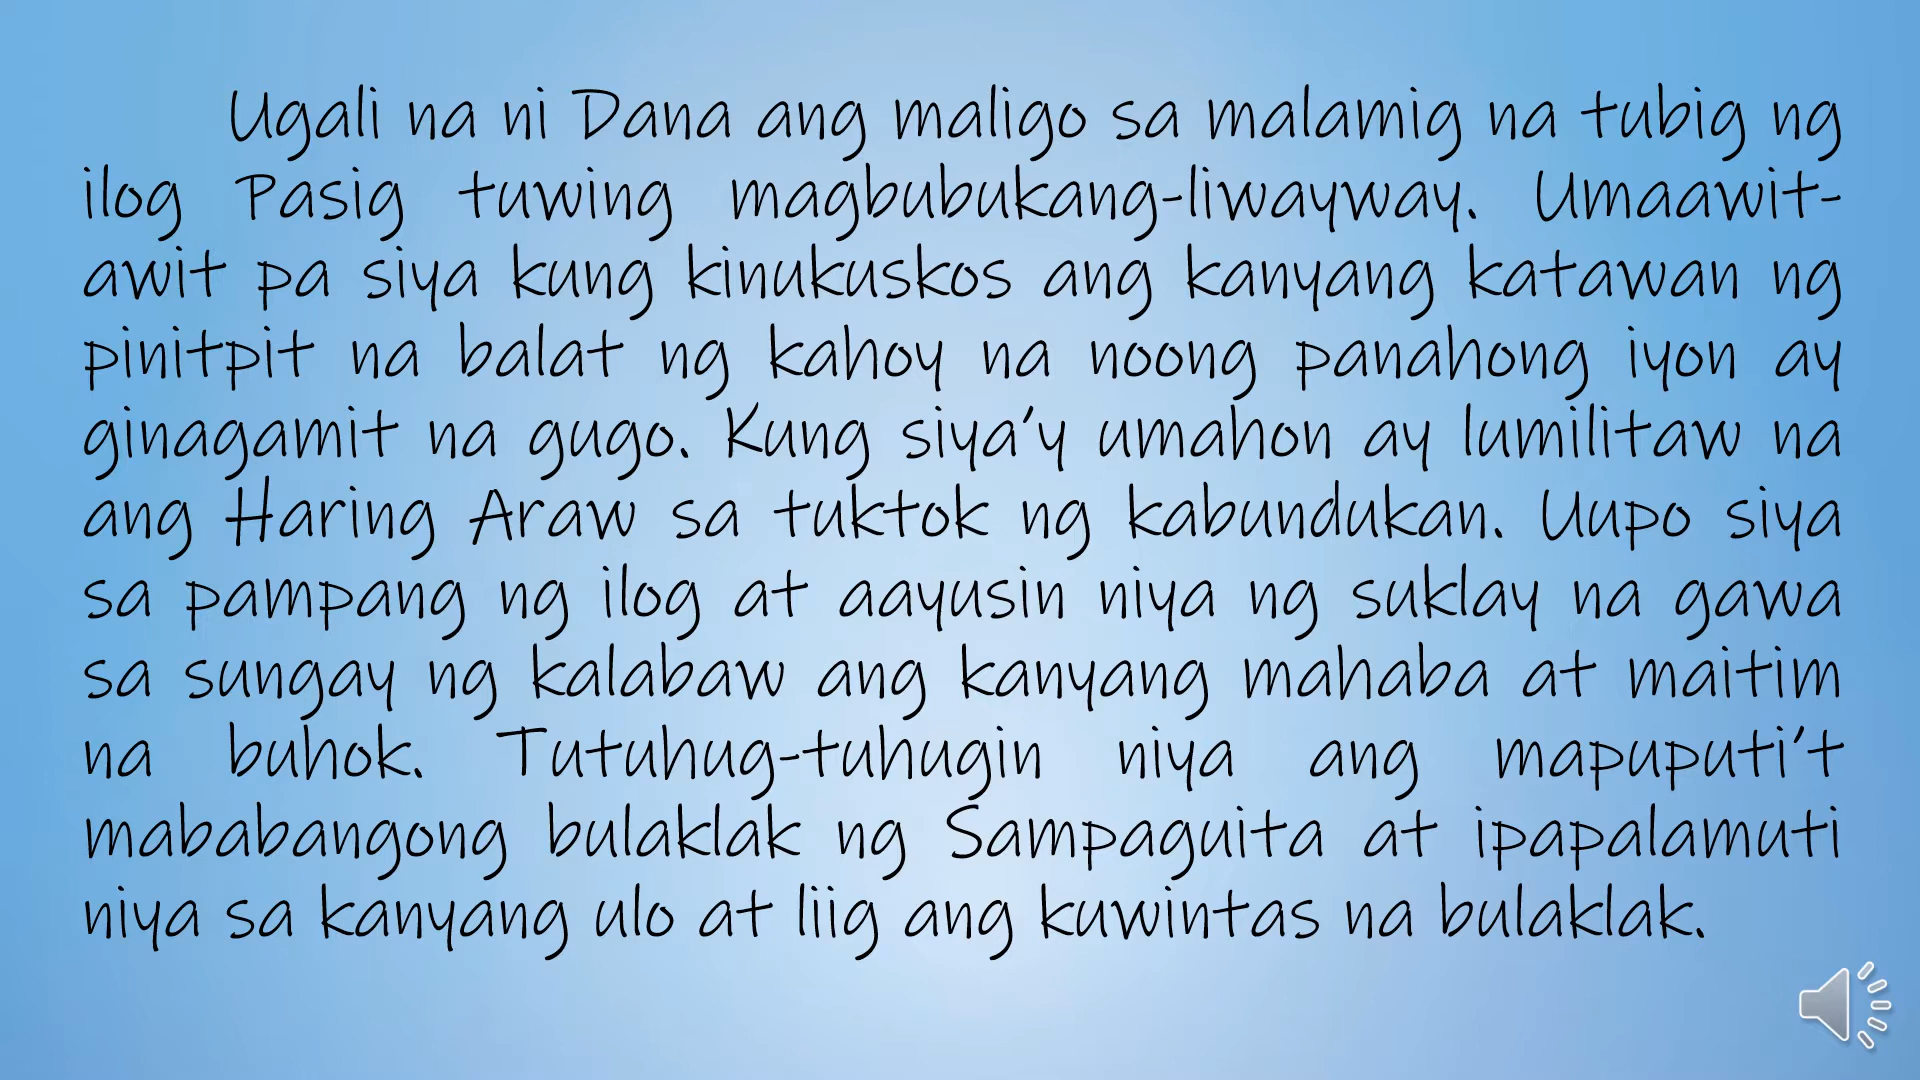 Ugali na ni Dana ang maligo sa malamig na tubig ng
ilog Pasig tuwing magbubukang-liwayway. Umaawit-
awit pa siya kung kinukuskos ang kanyang katawan ng
pinitpit na balat ng kahoy na noong panahong iyon ay
ginagamit na gugo. Kung siya’y umahon ay lumilitaw na
ang Haring Araw sa tuktok ng kabundukan. Uupo siya
sa pampang ng ilog at aayusin niya ng suklay na gawa
sa sungay ng kalabaw ang kanyang mahaba at maitim
na buhok. Tutuhug-tuhugin niya ang mapuputi’t
mababangong bulaklak ng Sampaguita at ipapalamuti
niya sa kanyang ulo at liig ang kuwintas na bulaklak.